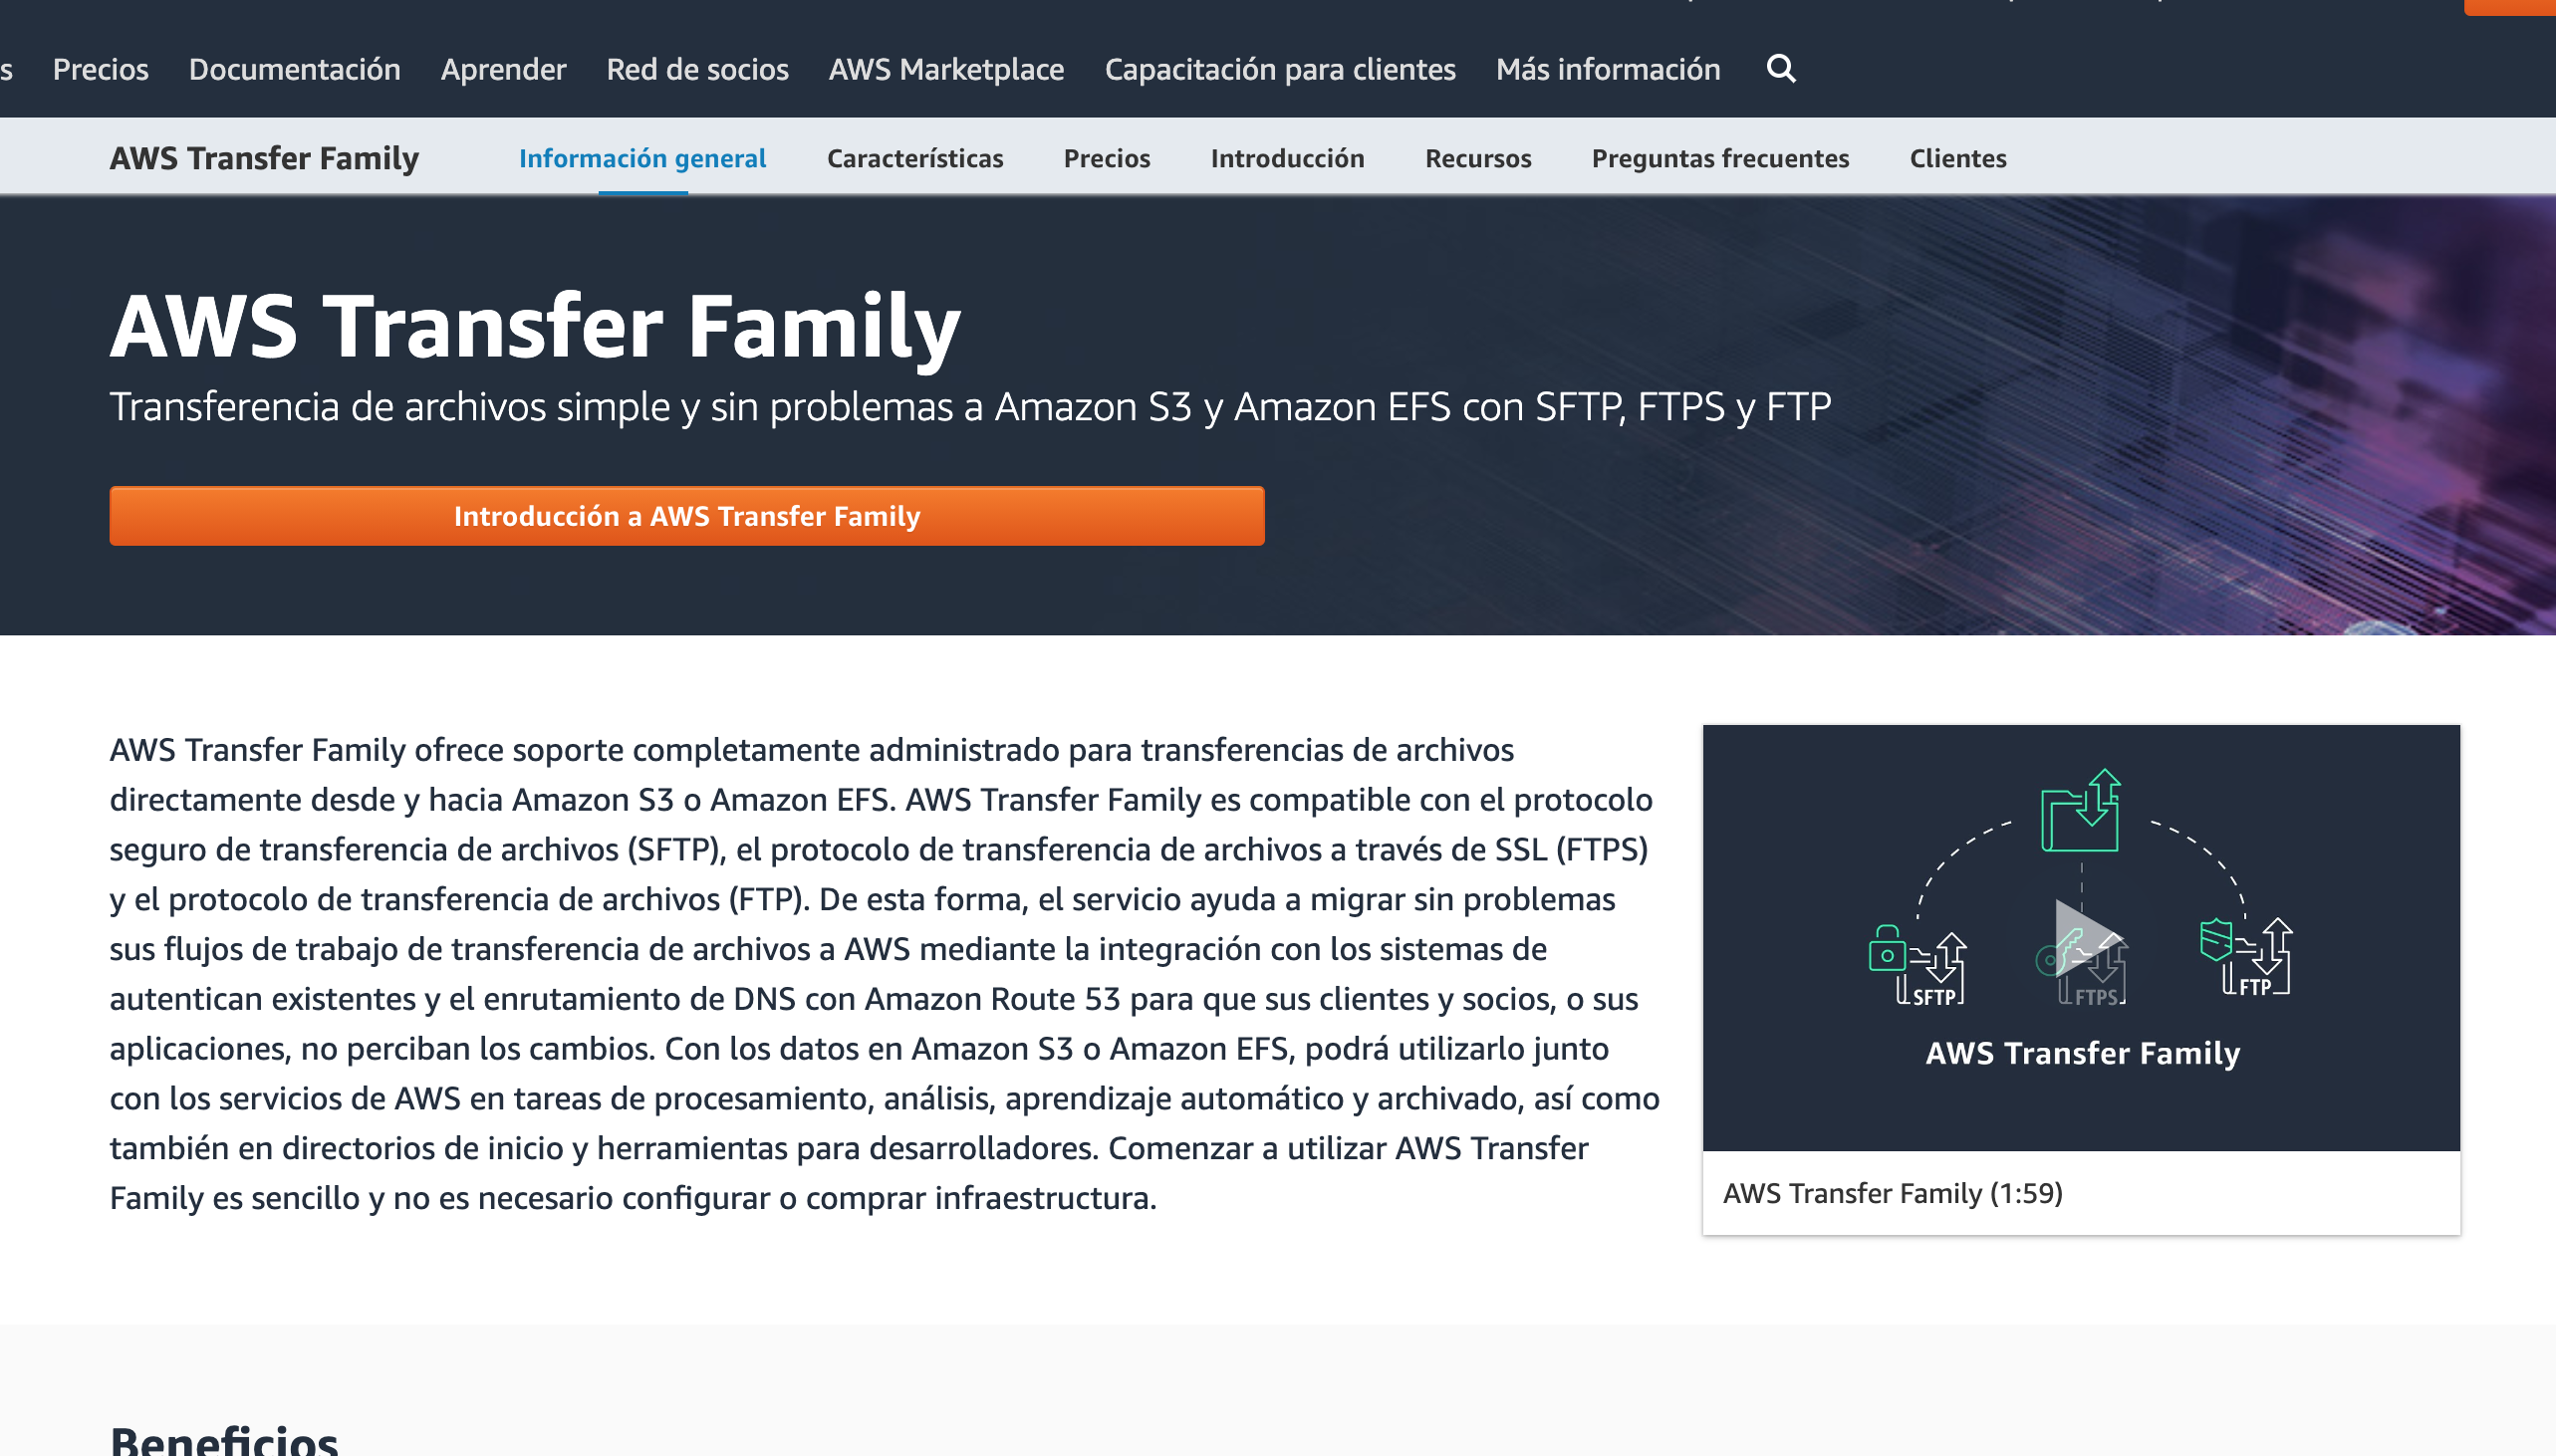 s Precios Documentación Aprender Red de socios AWS Marketplace Capacitación para clientes Más información
AWS Transfer Family Información general Características Precios Introducción Recursos Preguntas frecuentes Clientes
AWS Transfer Family
Transferencia de archivos simple y sin problemas a Amazon S3 y Amazon EFS con SFTP, FTPS y FTP
Introducción a AWS Transfer Family
AWS Transfer Family ofrece soporte completamente administrado para transferencias de archivos
directamente desde y hacia Amazon S3 o Amazon EFS. AWS Transfer Family es compatible con el protocolo
seguro de transferencia de archivos (SFTP), el protocolo de transferencia de archivos a través de SSL (FTPS)
y el protocolo de transferencia de archivos (FTP). De esta forma, el servicio ayuda a migrar sin problemas
sus flujos de trabajo de transferencia de archivos a AWS mediante la integración con los sistemas de
autentican existentes y el enrutamiento de DNS con Amazon Route 53 para que sus clientes y socios, o sus
aplicaciones, no perciban los cambios. Con los datos en Amazon S3 o Amazon EFS, podrá utilizarlo junto
con los servicios de AWS en tareas de procesamiento, análisis, aprendizaje automático y archivado, así como
también en directorios de inicio y herramientas para desarrolladores. Comenzar a utilizar AWS Transfer
Family es sencillo y no es necesario configurar o comprar infraestructura.
SFTP FTPS FTP
AWS Transfer Family
AWS Transfer Family (1:59)
Beneficios